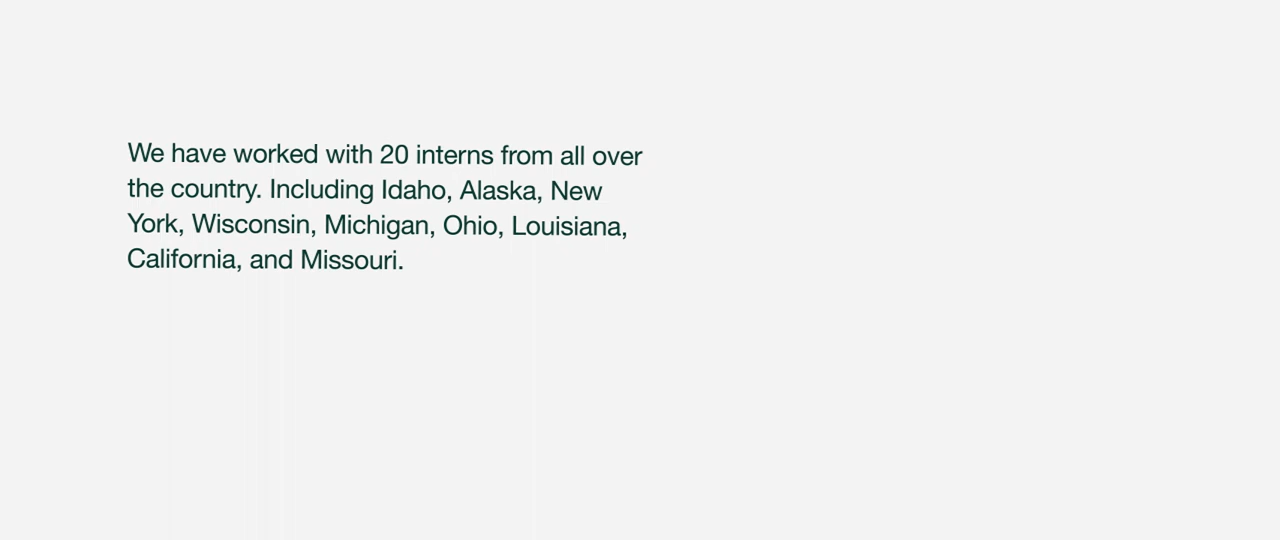 We have worked with 20 interns from all over
the country. Including Idaho, Alaska, New
York, Wisconsin, Michigan, Ohio, Louisiana,
California, and Missouri.